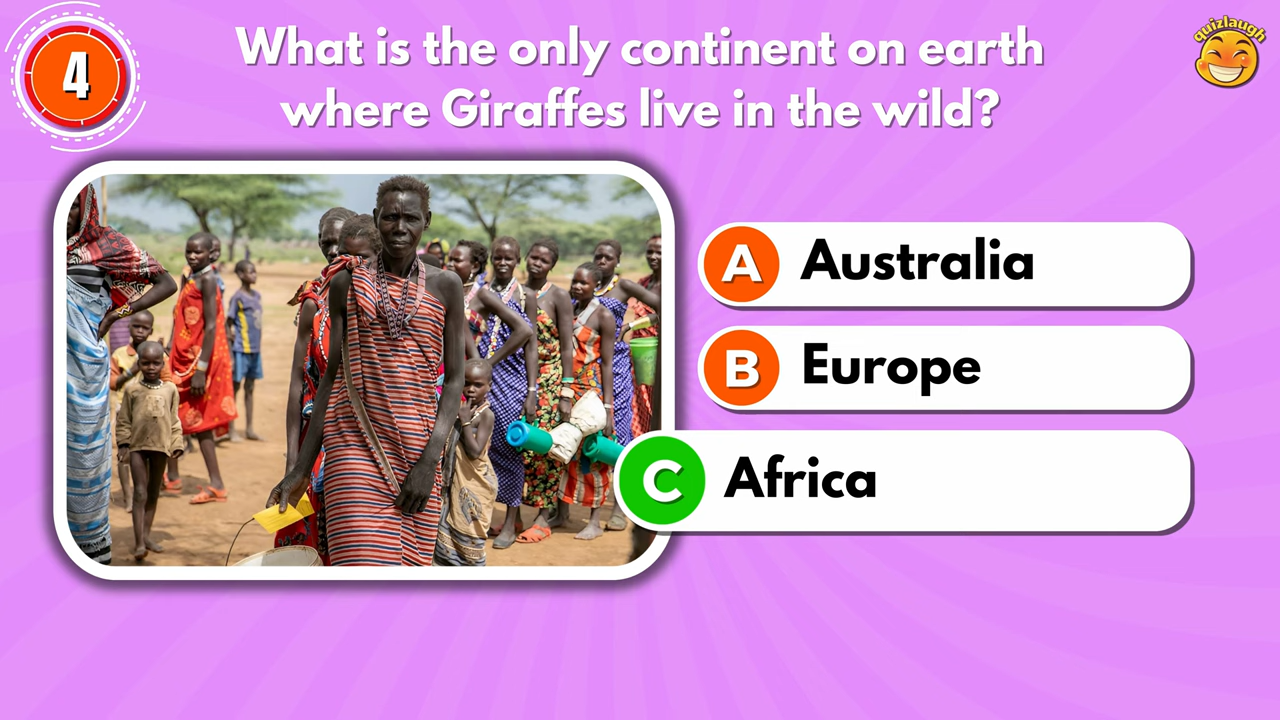 4
What is the only continent on earth
where Giraffes live in the wild?
quizlaugh
A Australia
B Europe
C Africa